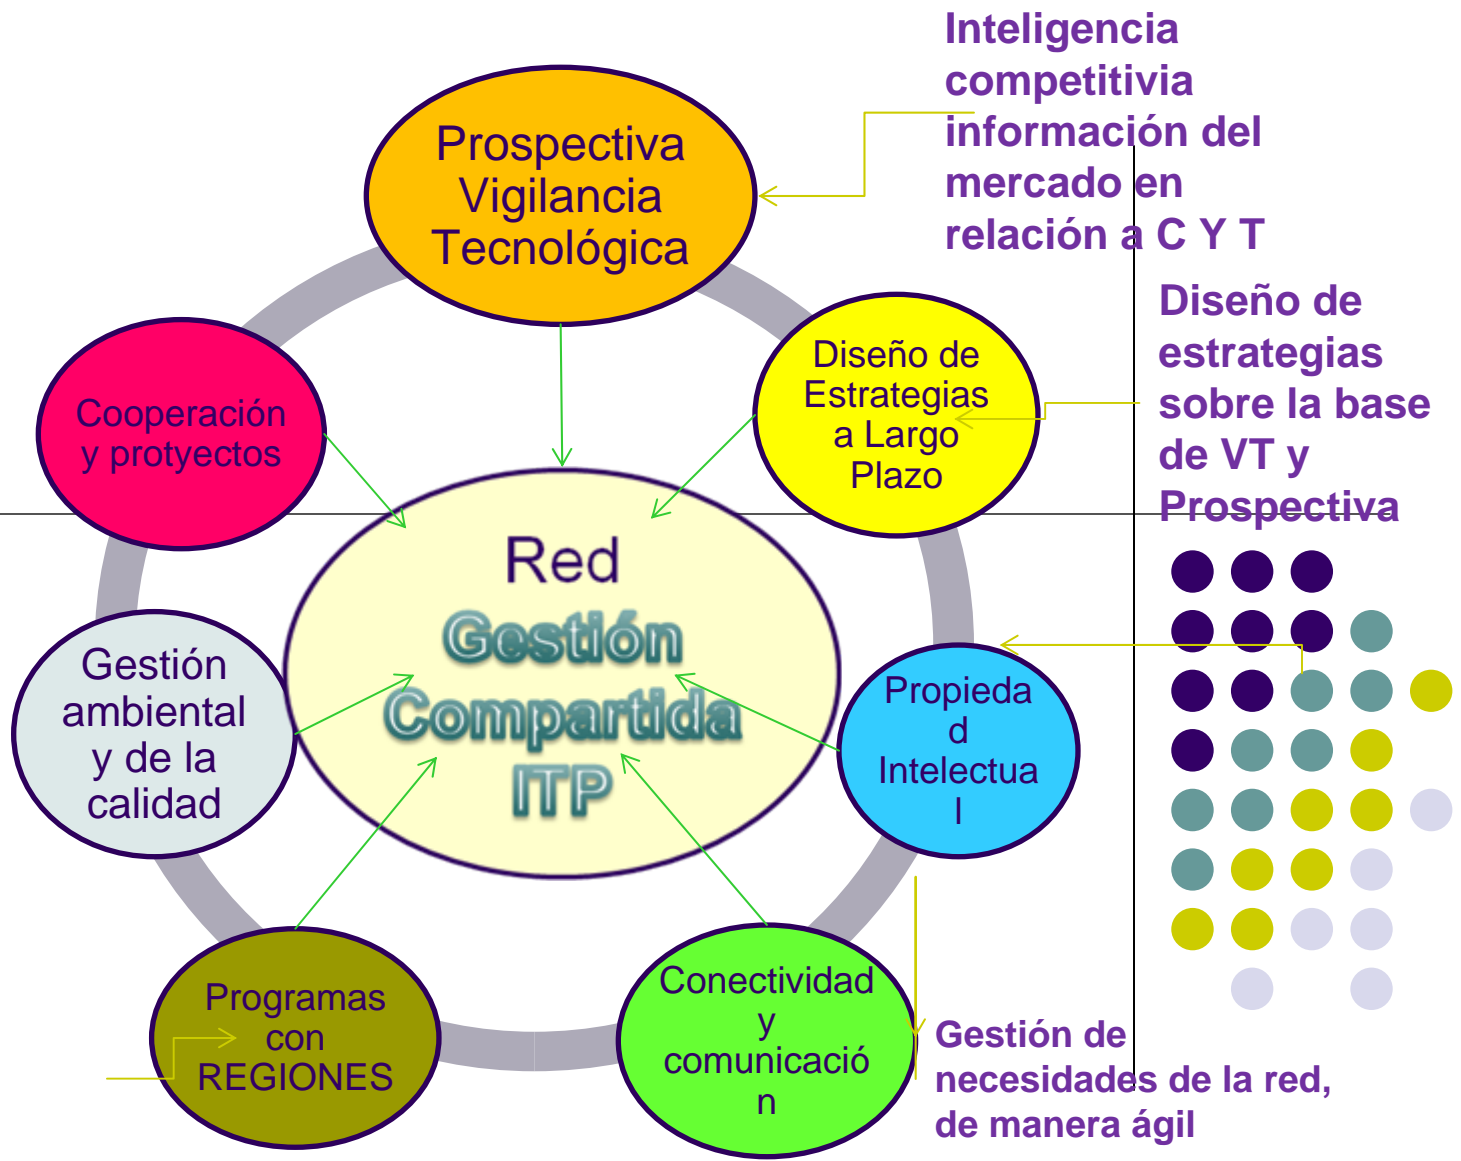 Inteligencia
competitivia
información del
mercado en
relación a C Y T
Prospectiva
Vigilancia
Tecnológica
Diseño de
estrategias
sobre la base
de VT y
Prospectiva
Diseño de
Estrategias
a Largo
Plazo
Cooperación
y protyectos
Red
Gestión
Compartida
ITP
Gestión
ambiental
y de la
calidad
Propieda
d
Intelectua
l
Programas
con
REGIONES
Conectividad
y
comunicació
n
Gestión de
necesidades de la red,
de manera ágil